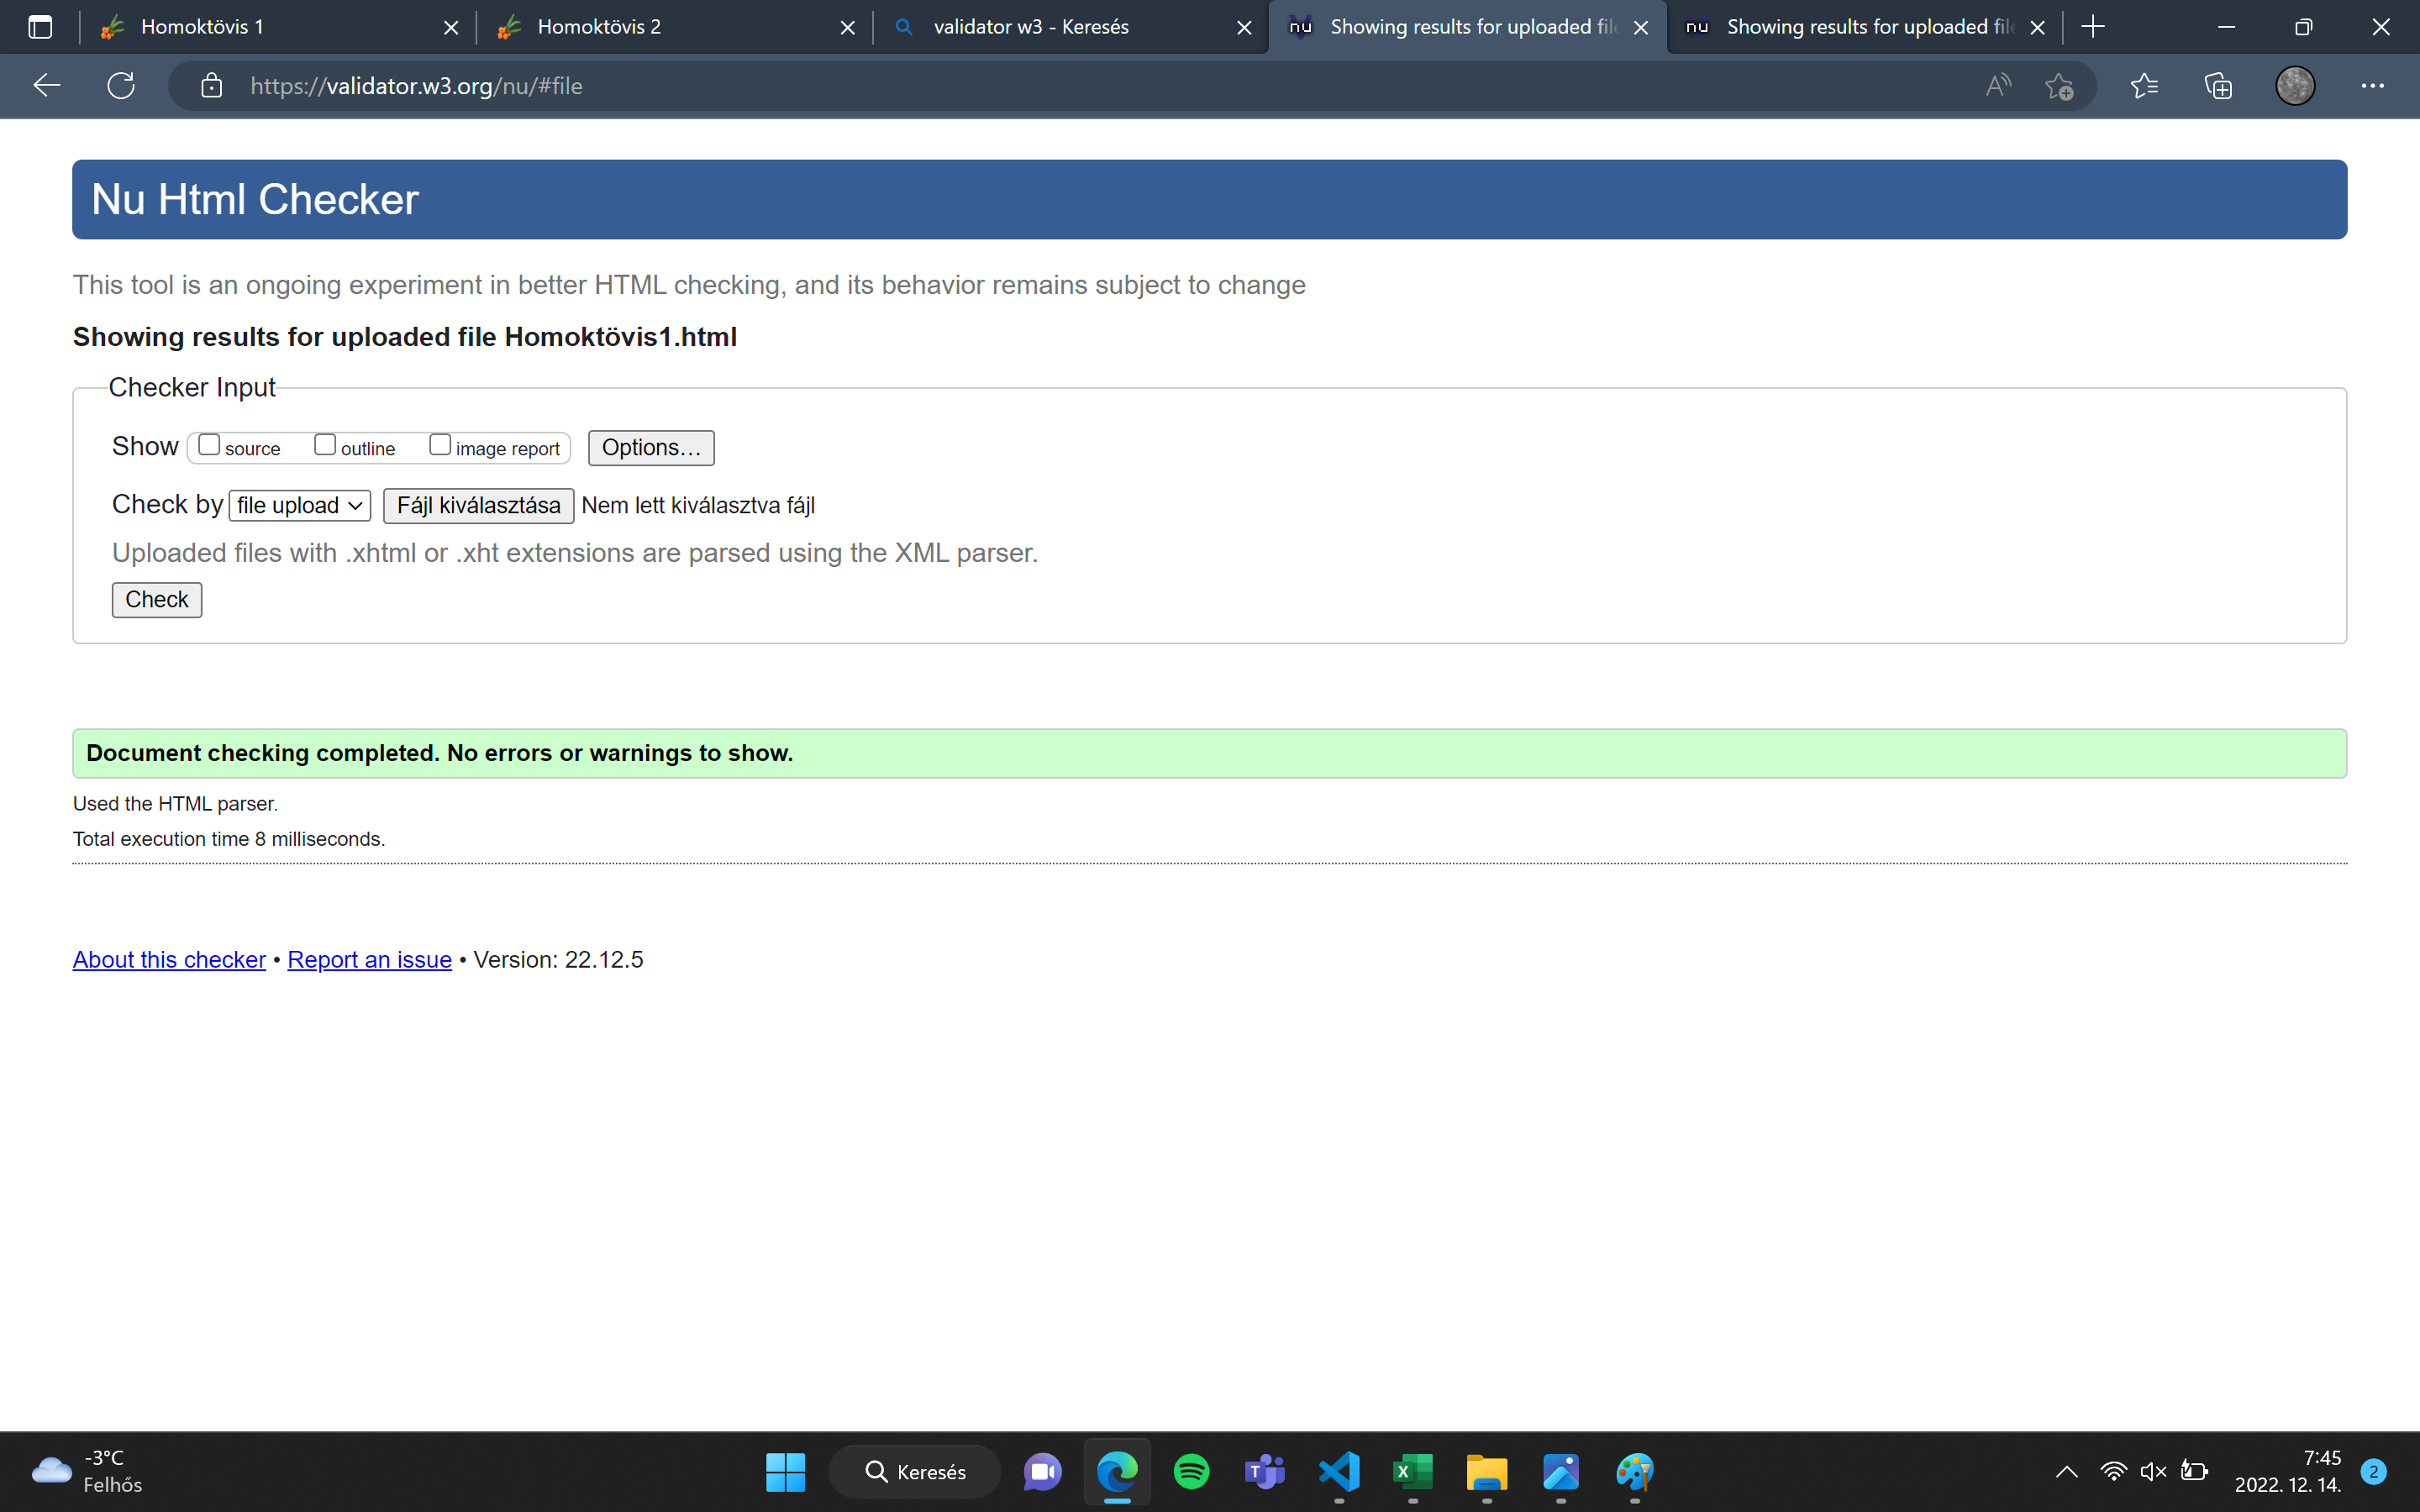 Homoktövis 1
Homoktövis 2
validator w3 - Keresés
nu Showing results for uploaded file
nu Showing results for uploaded file
https://validator.w3.org/nu/#file
Nu Html Checker
This tool is an ongoing experiment in better HTML checking, and its behavior remains subject to change
Showing results for uploaded file Homoktövis1.html
Checker Input
Show source outline image report Options...
Check by file upload Fájl kiválasztása Nem lett kiválasztva fájl
Uploaded files with .xhtml or .xht extensions are parsed using the XML parser.
Check
Document checking completed. No errors or warnings to show.
Used the HTML parser.
Total execution time 8 milliseconds.
About this checker • Report an issue • Version: 22.12.5
-3°C
Felhős
Keresés
7:45
2022. 12. 14.
2